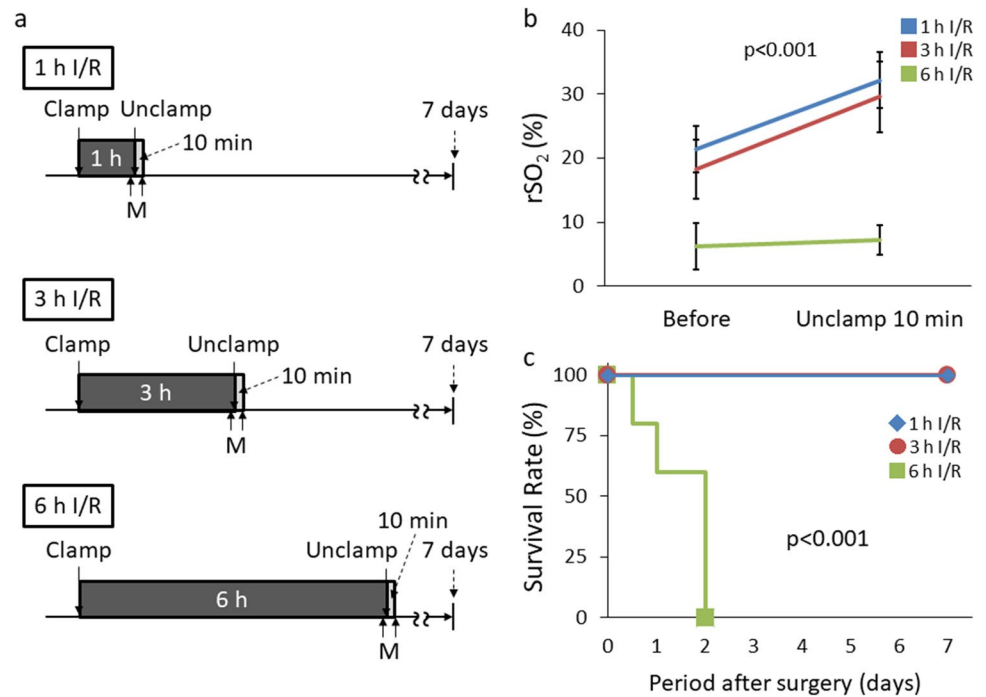 a
1 h I/R
Clamp Unclamp
7 days
10 min
1 h
M
3 h I/R
Clamp Unclamp 7 days
10 min
3 h
M
6 h I/R
10 min
Clamp Unclamp 7 days
6 h
M
b
40
30
20
10
0
rSO₂ (%)
p<0.001
1 h I/R
3 h I/R
6 h I/R
Before Unclamp 10 min
c
100
75
50
25
0
Survival Rate (%)
1 h I/R
3 h I/R
6 h I/R
p<0.001
0 1 2 3 4 5 6 7
Period after surgery (days)